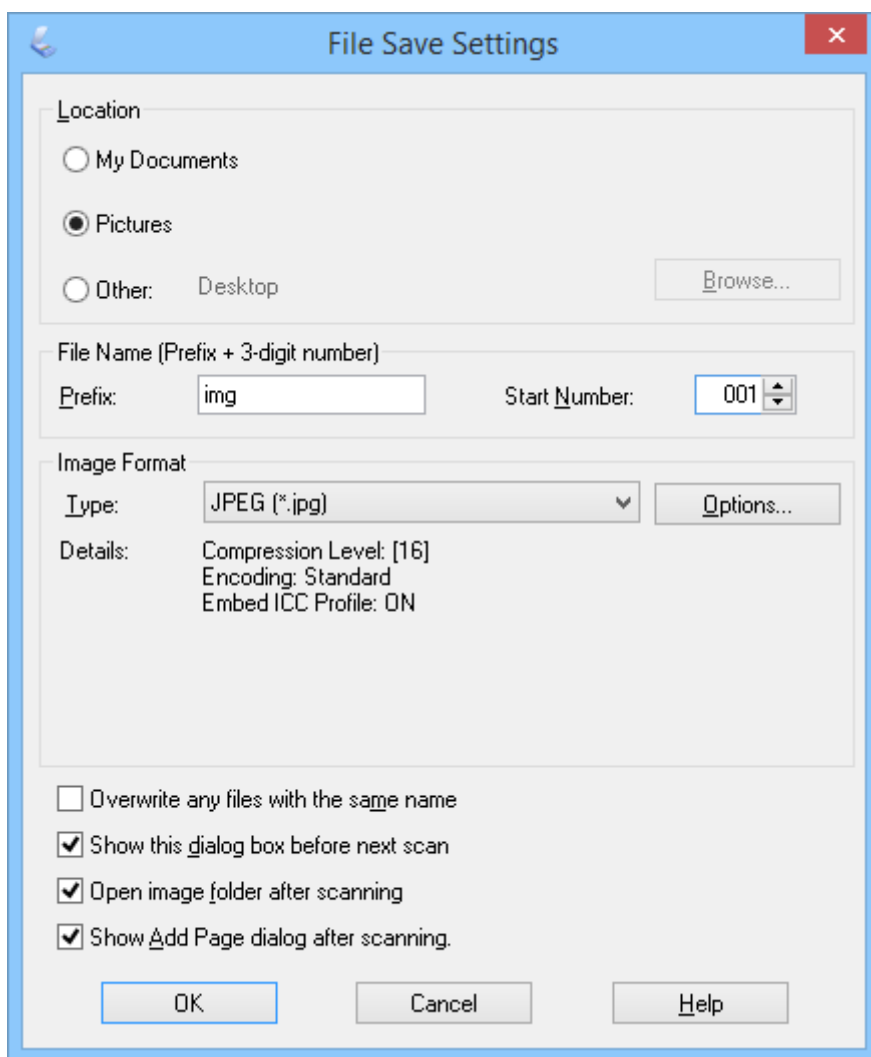 File Save Settings
Location
My Documents
Pictures
Other: Desktop Browse...
File Name (Prefix + 3-digit number)
Prefix: img Start Number: 001
Image Format
Type: JPEG (*.jpg) Options...
Details: Compression Level: [16]
Encoding: Standard
Embed ICC Profile: ON
Overwrite any files with the same name
Show this dialog box before next scan
Open image folder after scanning
Show Add Page dialog after scanning.
OK Cancel Help